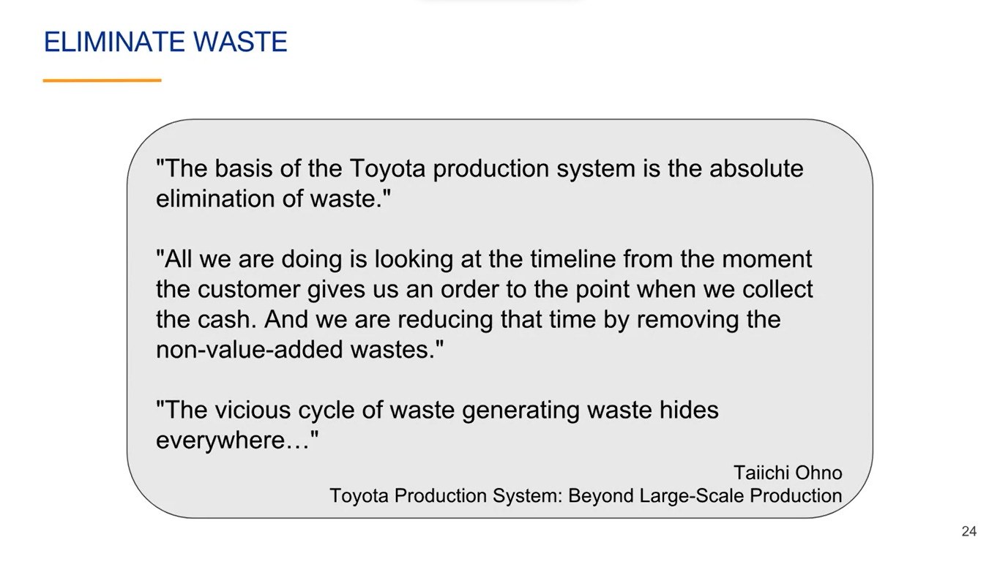 ELIMINATE WASTE
"The basis of the Toyota production system is the absolute
elimination of waste."
"All we are doing is looking at the timeline from the moment
the customer gives us an order to the point when we collect
the cash. And we are reducing that time by removing the
non-value-added wastes."
"The vicious cycle of waste generating waste hides
everywhere…"
Taiichi Ohno
Toyota Production System: Beyond Large-Scale Production
24